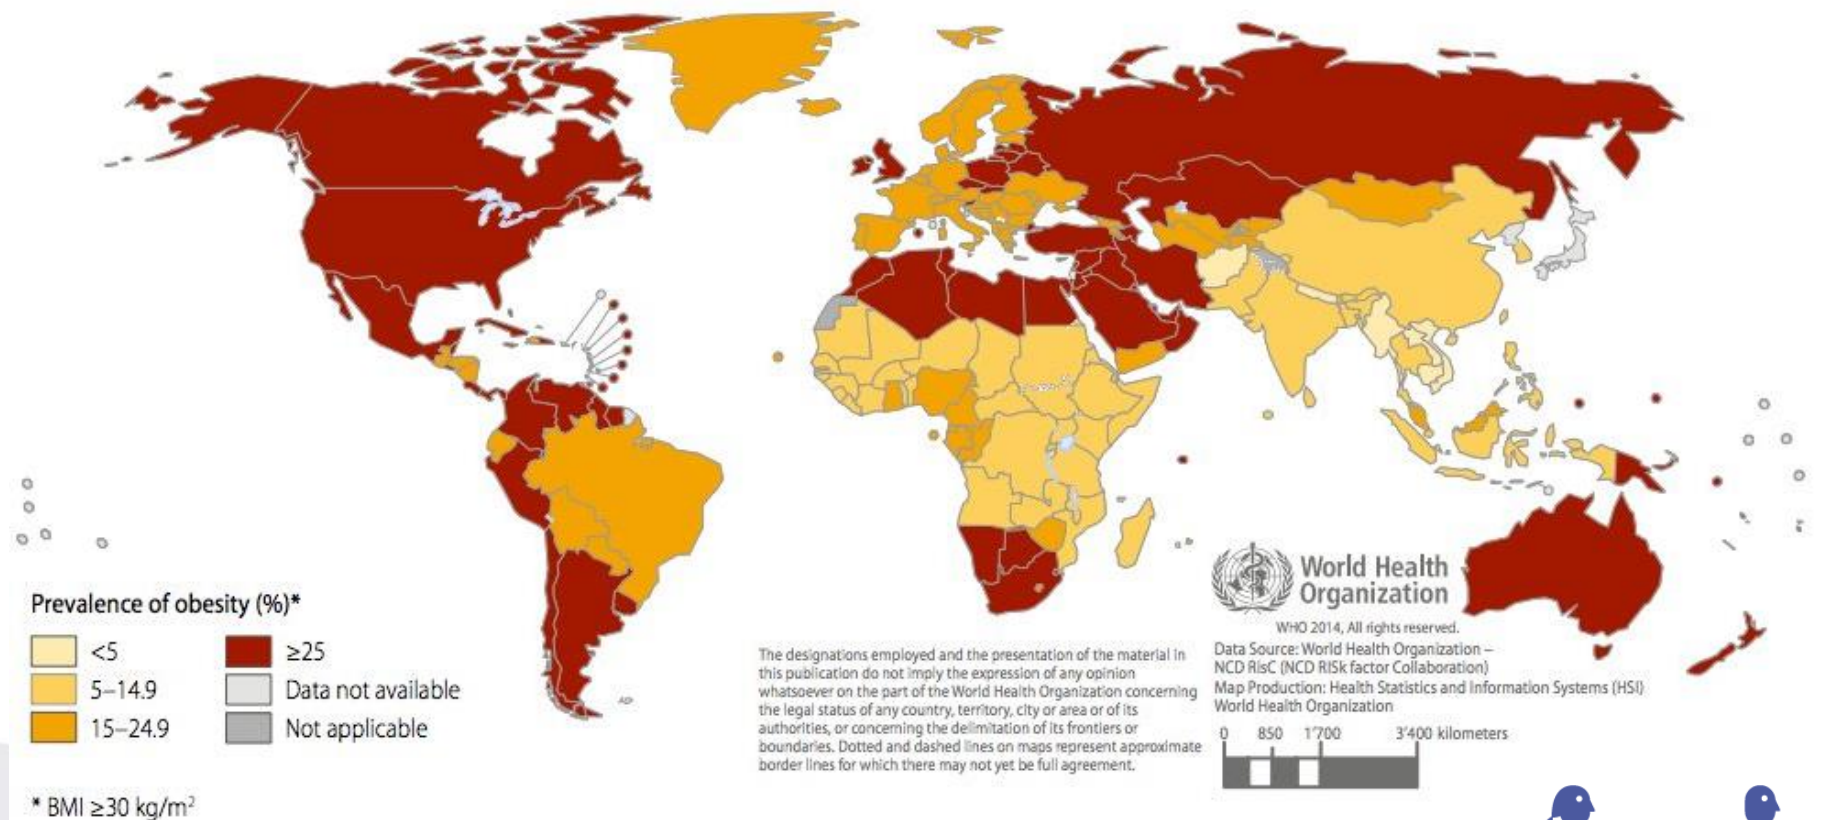 Prevalence of obesity (%)*
<5
5–14.9
15–24.9
≥25
Data not available
Not applicable
* BMI ≥30 kg/m²
The designations employed and the presentation of the material in
this publication do not imply the expression of any opinion
whatsoever on the part of the World Health Organization concerning
the legal status of any country, territory, city or area or of its
authorities, or concerning the delimitation of its frontiers or
boundaries. Dotted and dashed lines on maps represent approximate
border lines for which there may not yet be full agreement.
World Health
Organization
WHO 2014, All rights reserved.
Data Source: World Health Organization –
NCD RisC (NCD RISk factor Collaboration)
Map Production: Health Statistics and Information Systems (HSI)
World Health Organization
0 850 1'700 3'400 kilometers